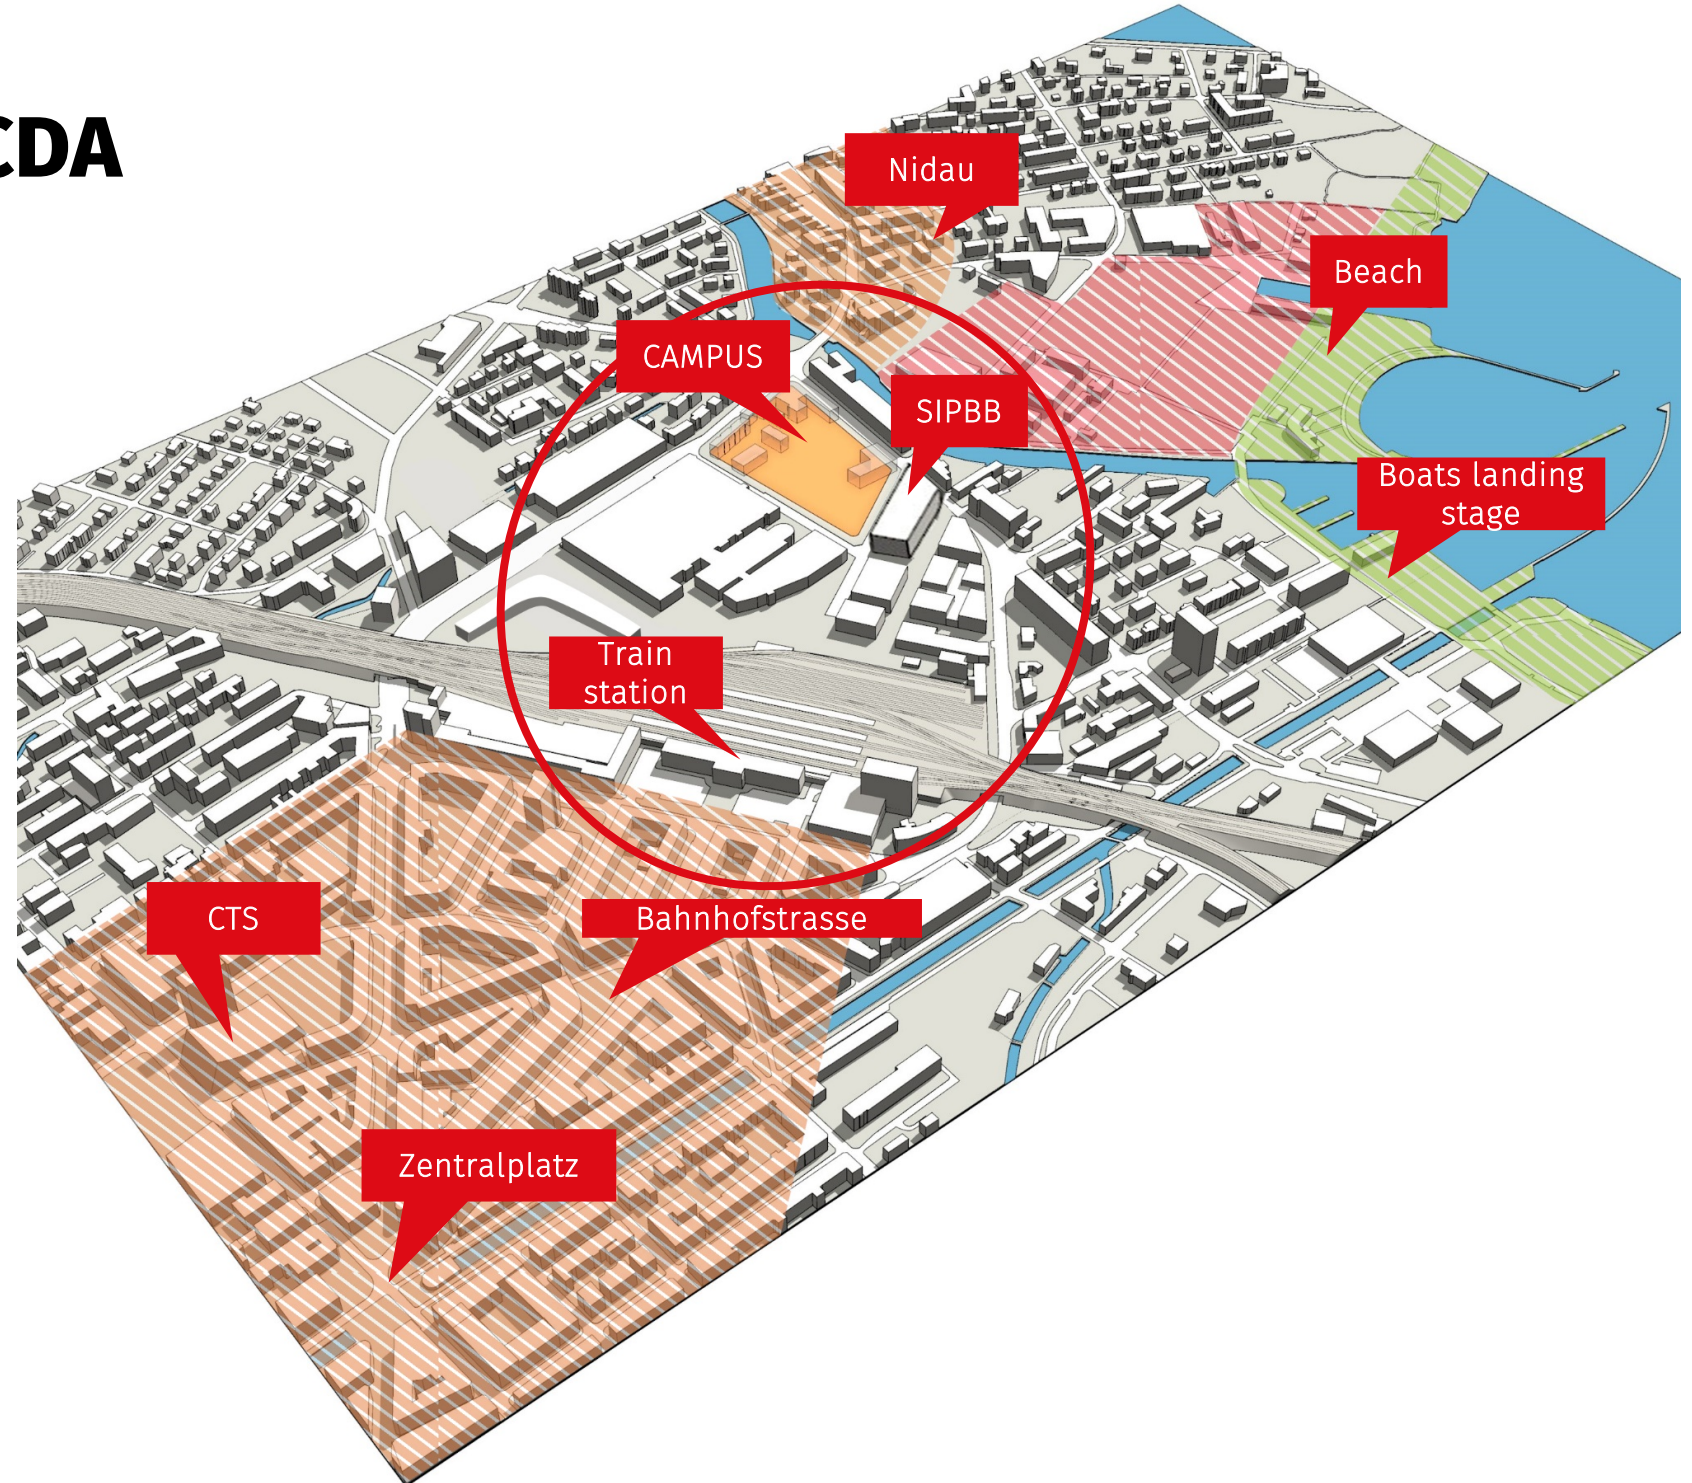 CDA
Nidau
Beach
CAMPUS
SIPBB
Boats landing
stage
Train
station
CTS
Bahnhofstrasse
Zentralplatz